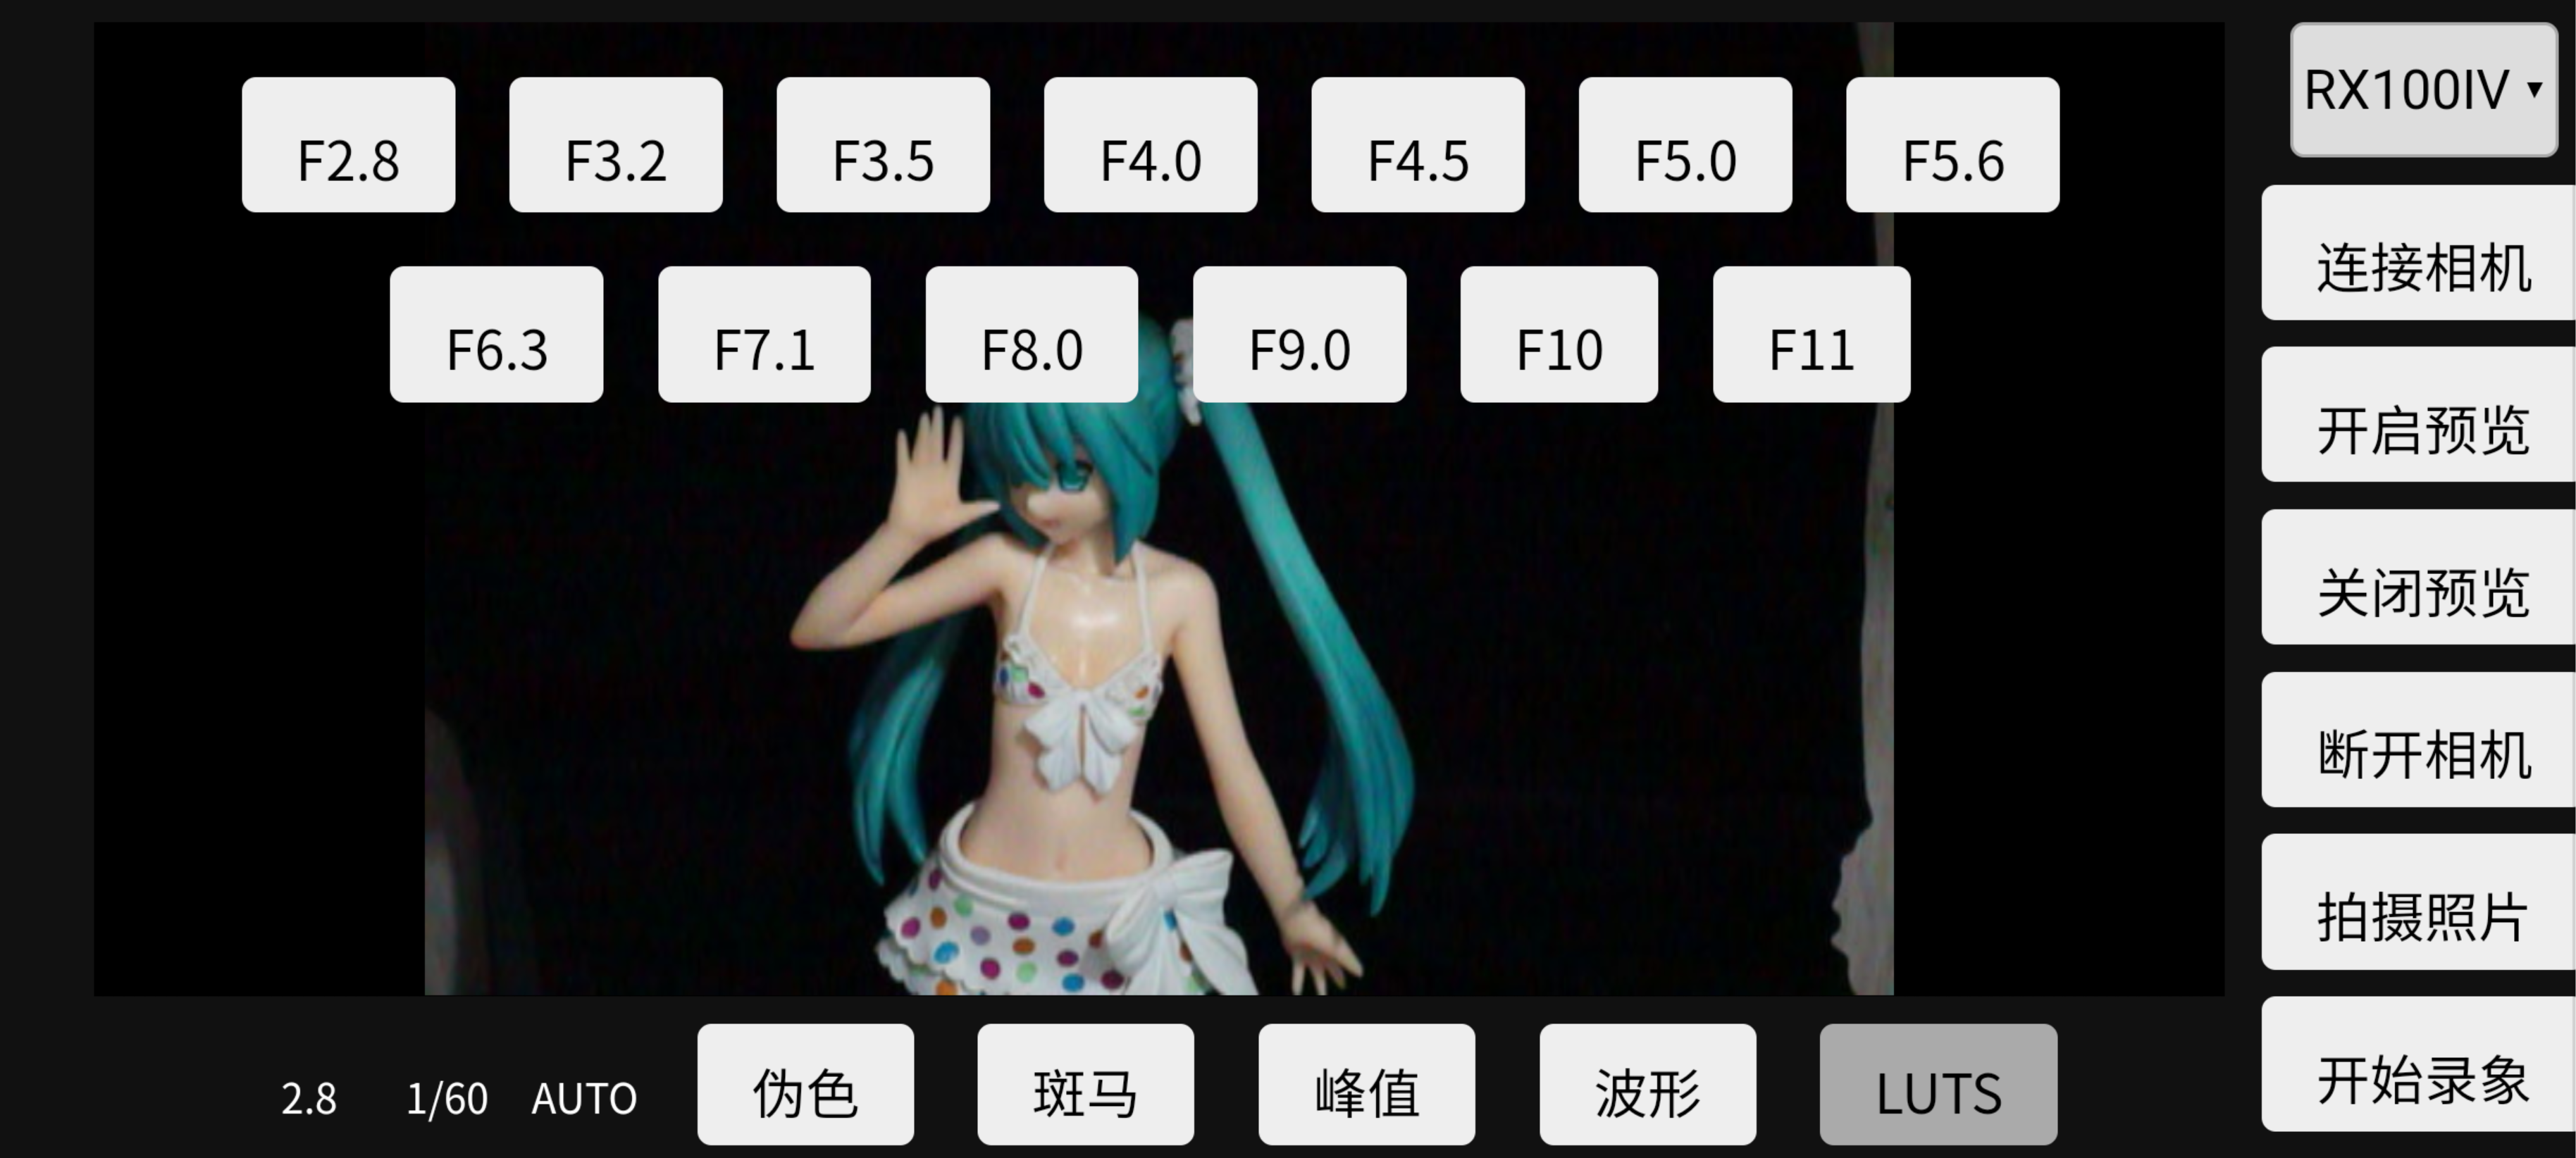 F2.8 F3.2 F3.5 F4.0 F4.5 F5.0 F5.6
F6.3 F7.1 F8.0 F9.0 F10 F11
RX100IV
连接相机
开启预览
关闭预览
断开相机
拍摄照片
开始录象
2.8 1/60 AUTO 伪色 斑马 峰值 波形 LUTS